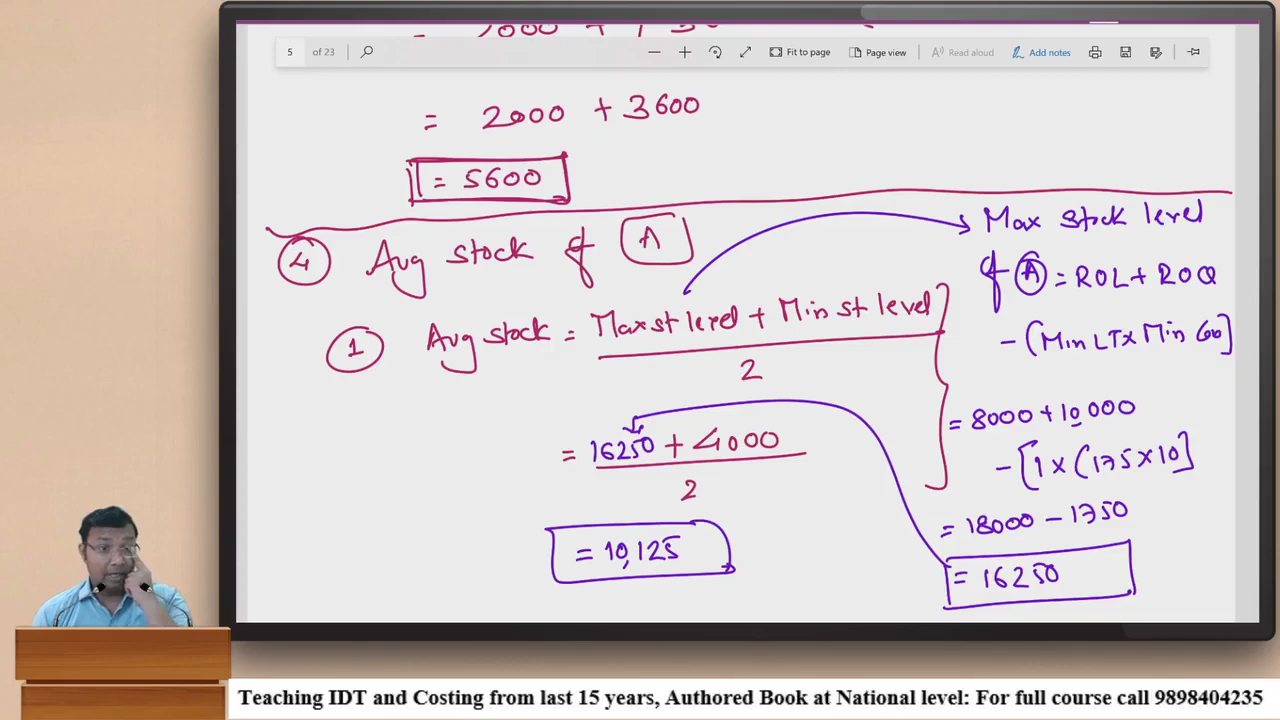 5 of 23 Fit to page Page view Read aloud Add notes
= 2000 + 3600
= 5600
4 Avg stock of A
Max stock level
of A = ROL + ROQ
- (Min LT x Min Co]
1 Avg stock = Max st level + Min st level
2
= 8000 + 10000
- [1 x (175 x 10]
= 16250 + 4000
2
= 18000 - 1750
= 10,125
= 16250
Teaching IDT and Costing from last 15 years, Authored Book at National level: For full course call 9898404235